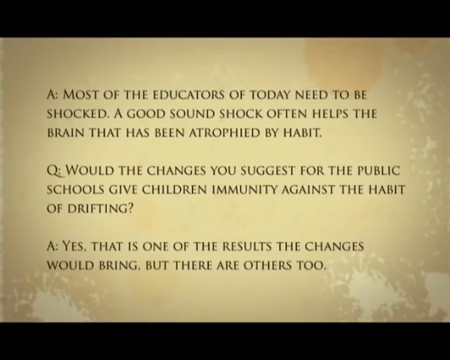 A: Most of the educators of today need to be
shocked. A good sound shock often helps the
brain that has been atrophied by habit.
Q: Would the changes you suggest for the public
schools give children immunity against the habit
of drifting?
A: Yes, that is one of the results the changes
would bring, but there are others too.